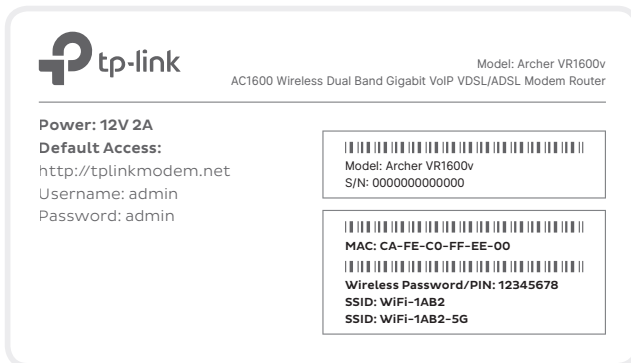 tp-link
Model: Archer VR1600v
AC1600 Wireless Dual Band Gigabit VoIP VDSL/ADSL Modem Router
Power: 12V 2A
Default Access:
http://tplinkmodem.net
Username: admin
Password: admin
Model: Archer VR1600v
S/N: 0000000000000
MAC: CA-FE-C0-FF-EE-00
Wireless Password/PIN: 12345678
SSID: WiFi-1AB2
SSID: WiFi-1AB2-5G